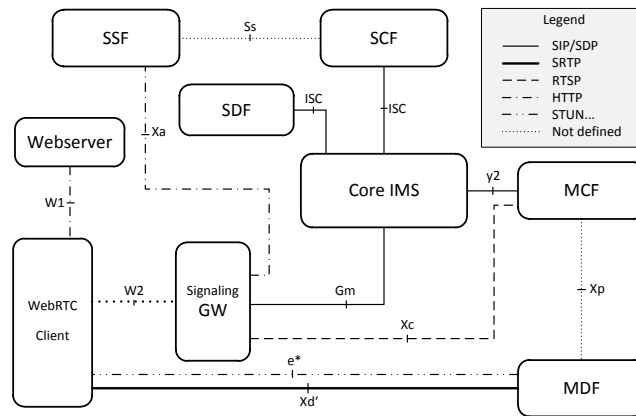 SSF
Ss
SCF
Legend
SIP/SDP
SRTP
RTSP
HTTP
STUN...
Not defined
SDF
ISC
ISC
Xa
Webserver
Core IMS
y2
MCF
W1
WebRTC
Client
W2
Signaling
GW
Gm
Xc
Xp
e*
Xd‘
MDF